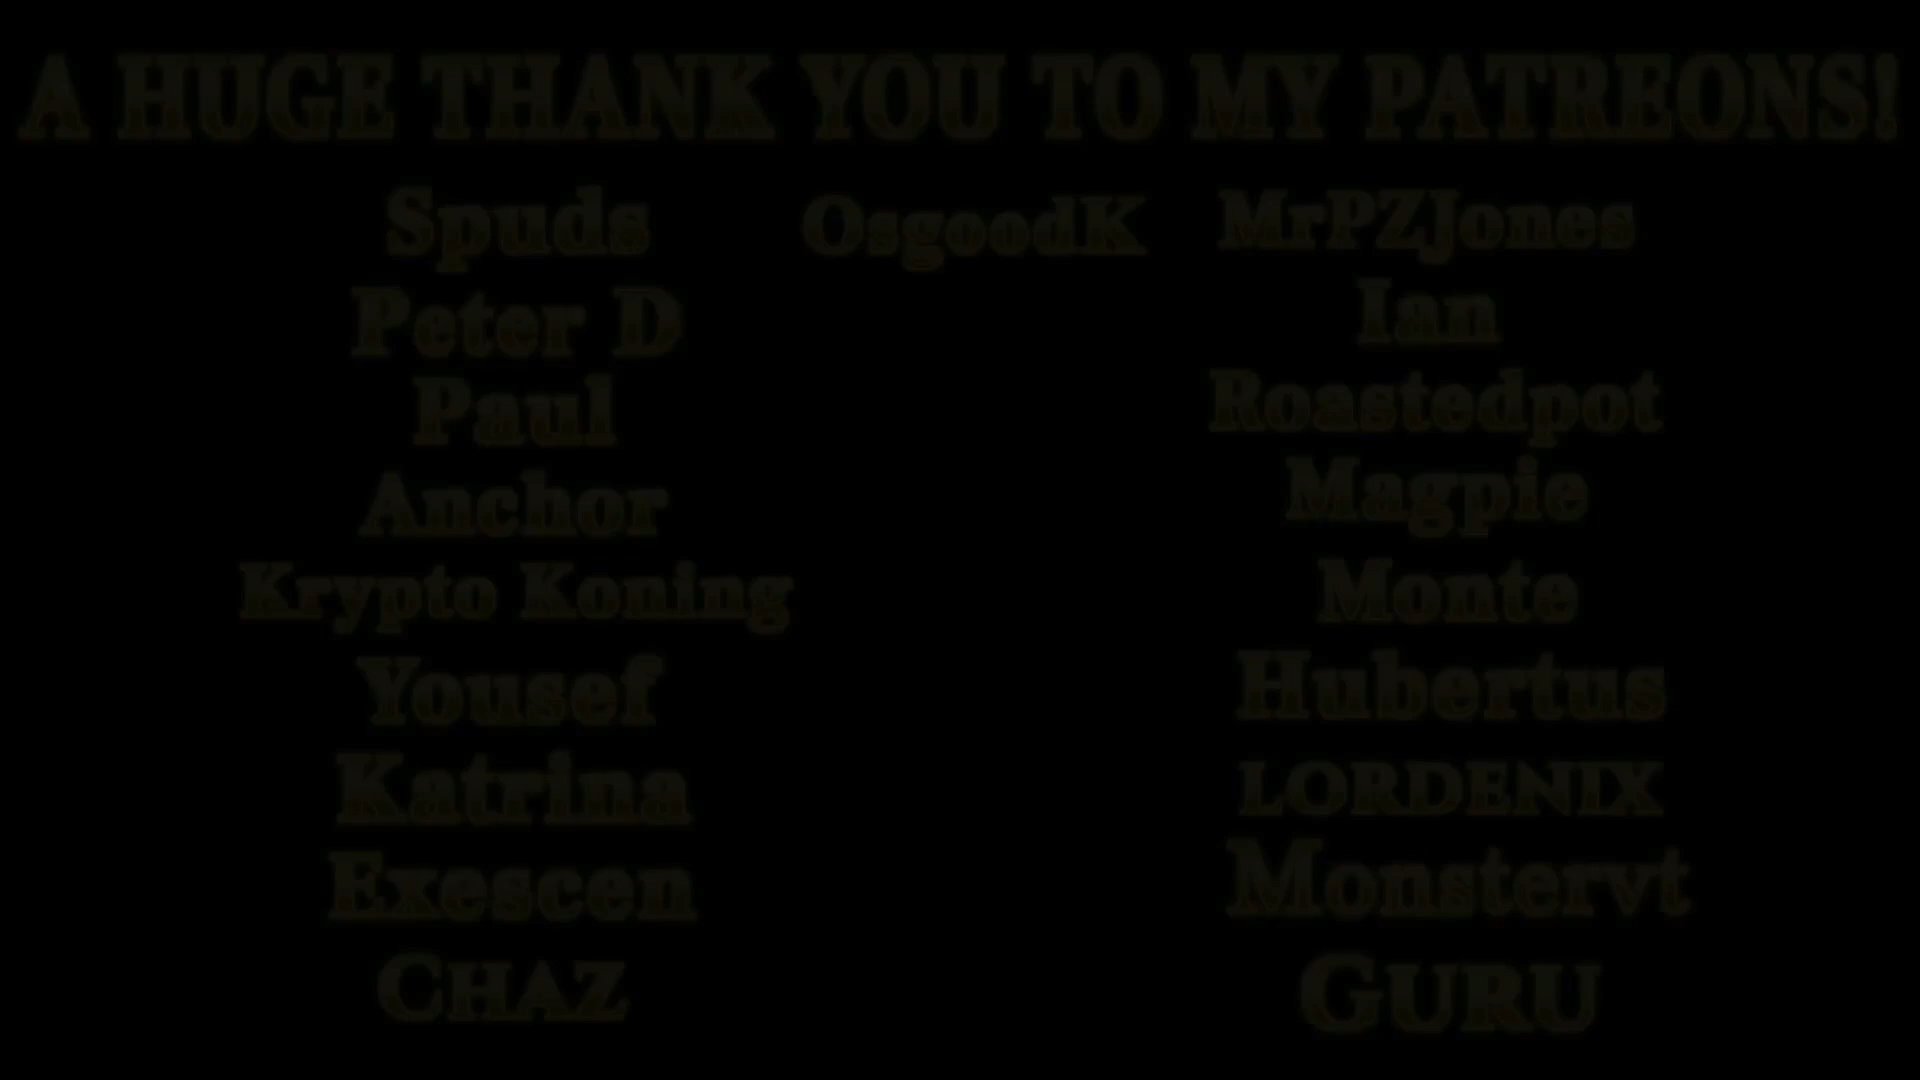 A HUGE THANK YOU TO MY PATREONS!
Spuds OsgoodK MrPZJones
Peter D Ian
Paul Roastedpot
Anchor Magpie
Krypto Koning Monte
Yousef Hubertus
Katrina LORDENIX
Exescen Monstervt
CHAZ GURU